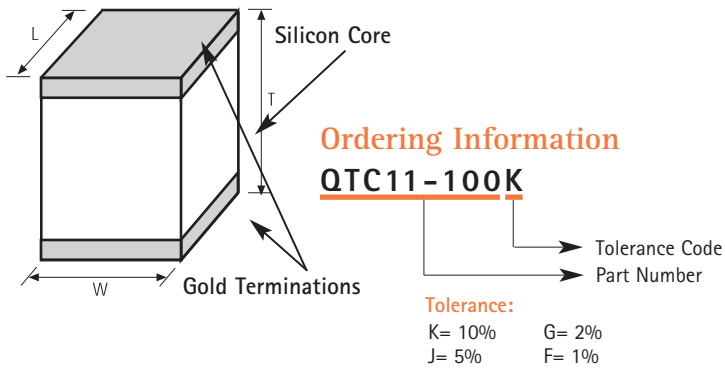 L
Silicon Core
T
W
Gold Terminations
Ordering Information
QTC11-100K
Tolerance Code
Part Number
Tolerance:
K= 10% G= 2%
J= 5% F= 1%